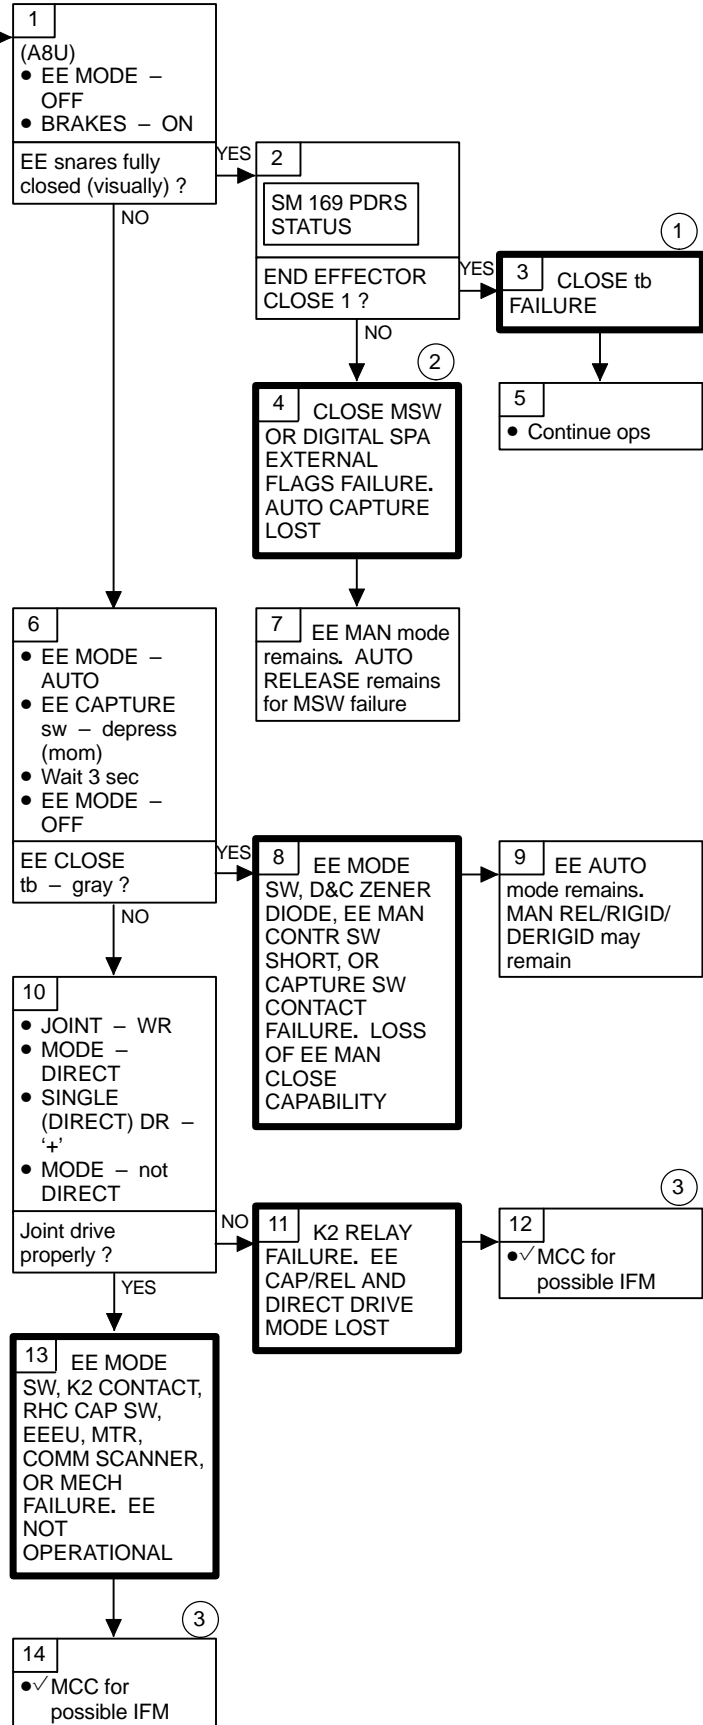 1
(A8U)
● EE MODE –
OFF
● BRAKES – ON
EE snares fully
closed (visually) ?
YES
NO
2
SM 169 PDRS
STATUS
END EFFECTOR
CLOSE 1 ?
YES
NO
1
3 CLOSE tb
FAILURE
5
● Continue ops
2
4 CLOSE MSW
OR DIGITAL SPA
EXTERNAL
FLAGS FAILURE.
AUTO CAPTURE
LOST
7 EE MAN mode
remains. AUTO
RELEASE remains
for MSW failure
6
● EE MODE –
AUTO
● EE CAPTURE
sw – depress
(mom)
● Wait 3 sec
● EE MODE –
OFF
EE CLOSE
tb – gray ?
YES
NO
8 EE MODE
SW, D&C ZENER
DIODE, EE MAN
CONTR SW
SHORT, OR
CAPTURE SW
CONTACT
FAILURE. LOSS
OF EE MAN
CLOSE
CAPABILITY
9 EE AUTO
mode remains.
MAN REL/RIGID/
DERIGID may
remain
10
● JOINT – WR
● MODE –
DIRECT
● SINGLE
(DIRECT) DR –
‘+’
● MODE – not
DIRECT
Joint drive
properly ?
NO
YES
11 K2 RELAY
FAILURE. EE
CAP/REL AND
DIRECT DRIVE
MODE LOST
3
12
●√MCC for
possible IFM
13 EE MODE
SW, K2 CONTACT,
RHC CAP SW,
EEEU, MTR,
COMM SCANNER,
OR MECH
FAILURE. EE
NOT
OPERATIONAL
3
14
●√MCC for
possible IFM